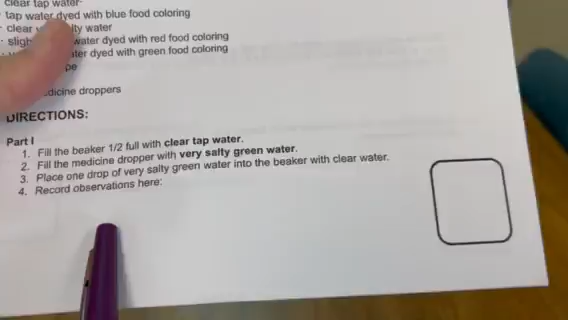 clear tap water
tap water dyed with blue food coloring
clear ity water
water dyed with red food coloring
ter dyed with green food coloring
dicine droppers
DIRECTIONS:
Part I
1. Fill the beaker 1/2 full with clear tap water.
2. Fill the medicine dropper with very salty green water.
3. Place one drop of very salty green water into the beaker with clear water.
4. Record observations here: